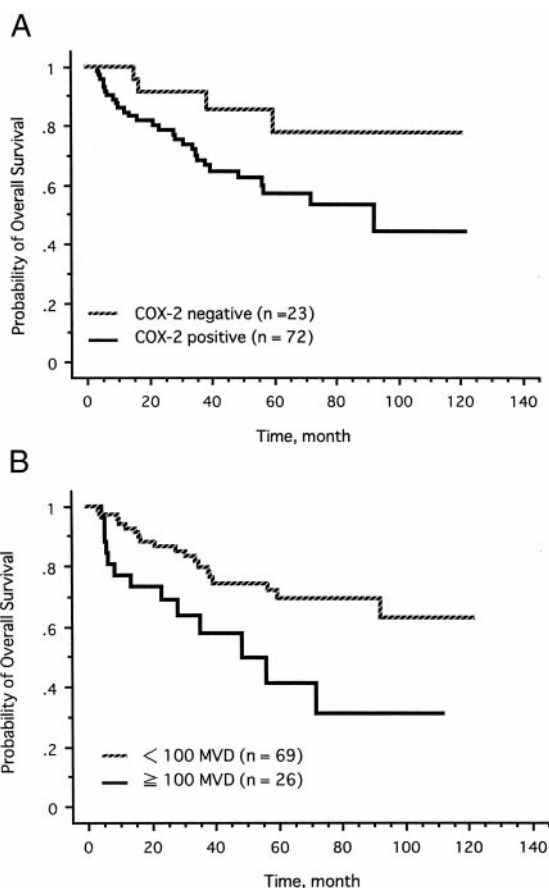 A
Probability of Overall Survival
1
.8
.6
.4
.2
0
COX-2 negative (n =23)
COX-2 positive (n = 72)
0 20 40 60 80 100 120 140
Time, month
B
Probability of Overall Survival
1
.8
.6
.4
.2
0
< 100 MVD (n = 69)
≧ 100 MVD (n = 26)
0 20 40 60 80 100 120 140
Time, month